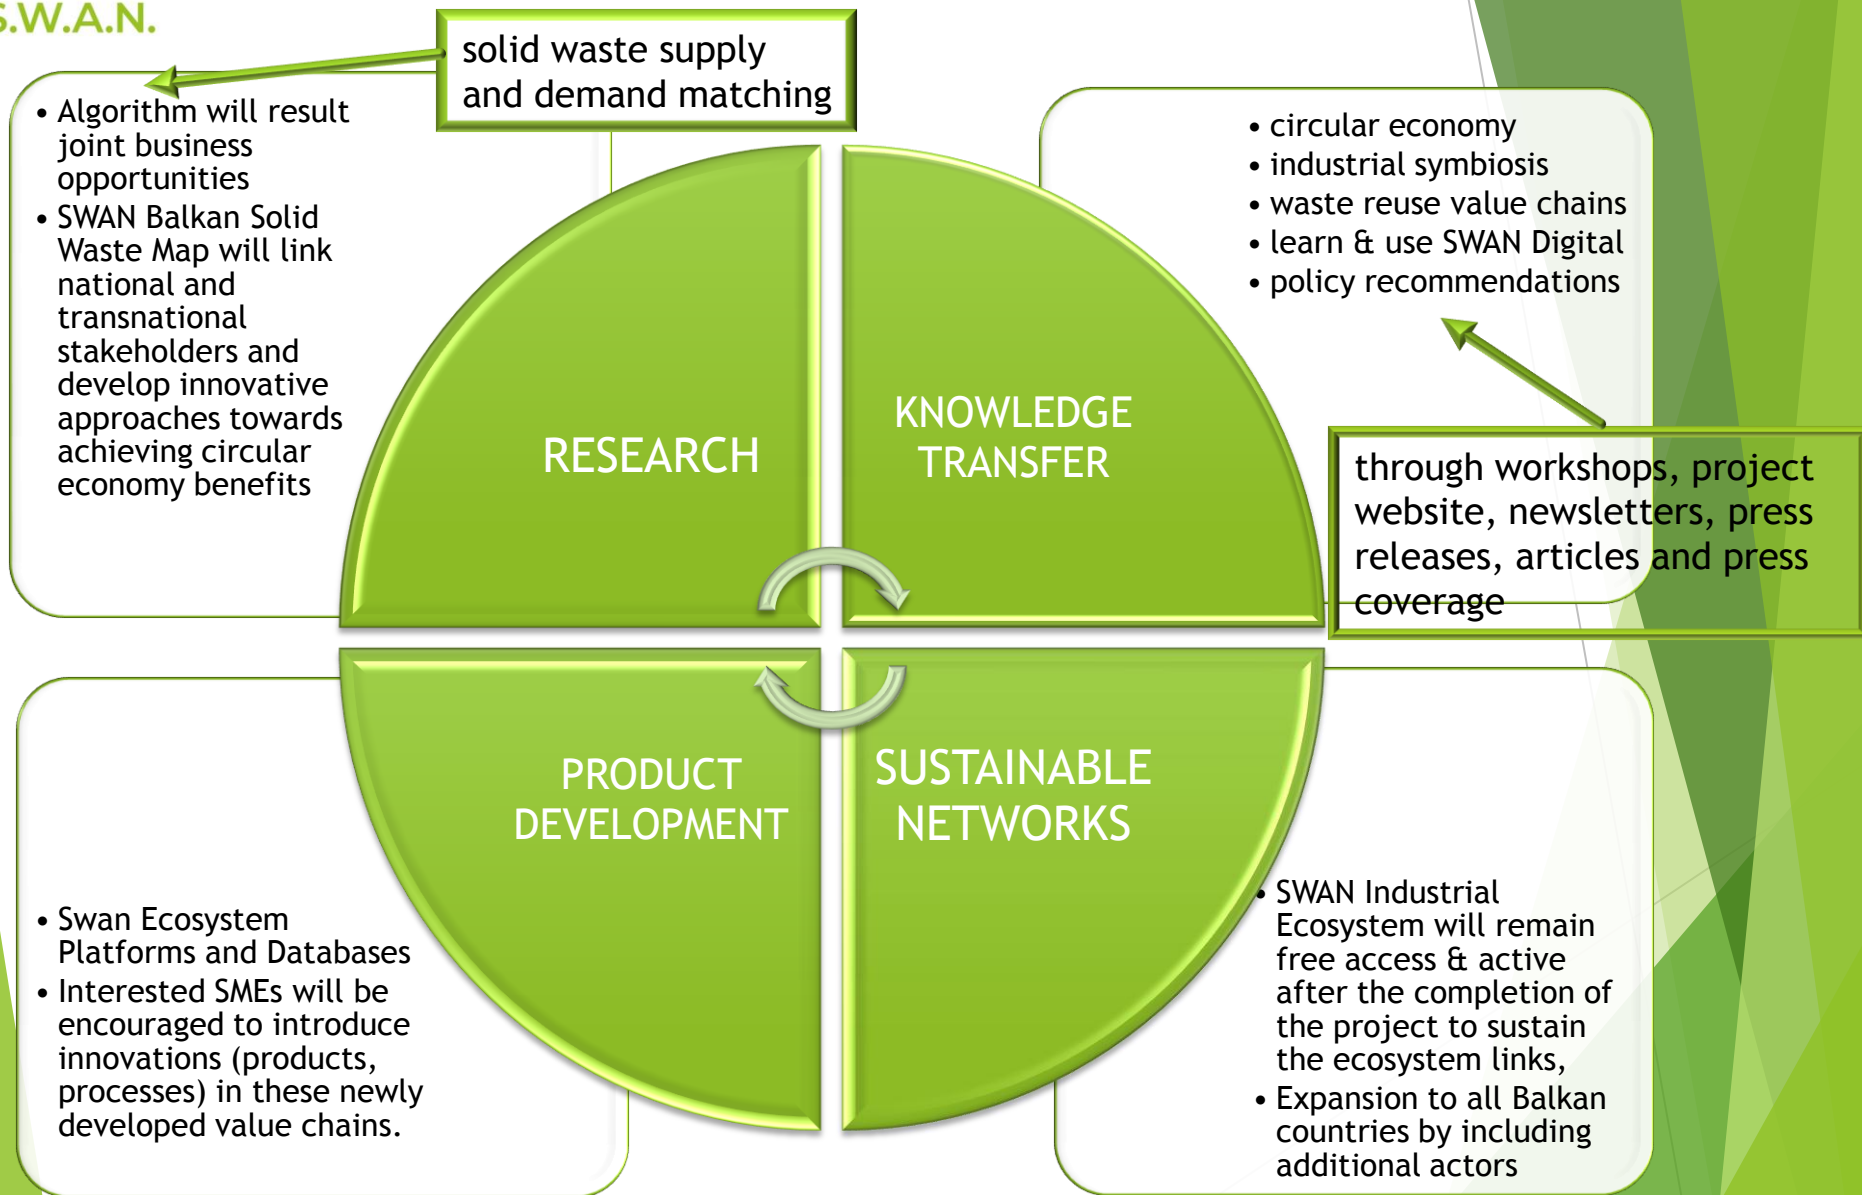 S.W.A.N.
solid waste supply
and demand matching
• Algorithm will result
joint business
opportunities
• SWAN Balkan Solid
Waste Map will link
national and
transnational
stakeholders and
develop innovative
approaches towards
achieving circular
economy benefits
• circular economy
• industrial symbiosis
• waste reuse value chains
• learn & use SWAN Digital
• policy recommendations
RESEARCH
KNOWLEDGE
TRANSFER
through workshops, project
website, newsletters, press
releases, articles and press
coverage
PRODUCT
DEVELOPMENT
SUSTAINABLE
NETWORKS
• Swan Ecosystem
Platforms and Databases
• Interested SMEs will be
encouraged to introduce
innovations (products,
processes) in these newly
developed value chains.
• SWAN Industrial
Ecosystem will remain
free access & active
after the completion of
the project to sustain
the ecosystem links,
• Expansion to all Balkan
countries by including
additional actors